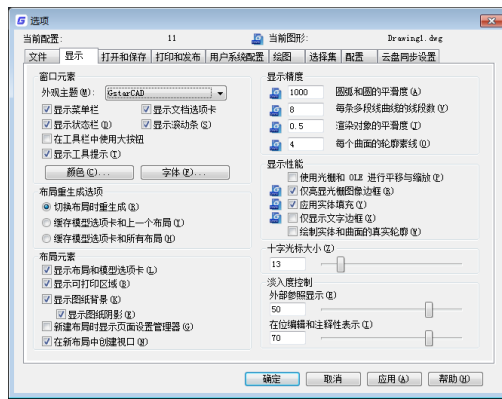 选项
当前配置: 11 当前图形: Drawing1.dwg
文件 显示 打开和保存 打印和发布 用户系统配置 绘图 选择集 配置 云盘同步设置
窗口元素
外观主题(M): GstarCAD
显示菜单栏 显示文档选项卡
显示状态栏(D) 显示滚动条(S)
在工具栏中使用大按钮
显示工具提示(T)
颜色(C)... 字体(F)...
布局重生成选项
切换布局时重生成(R)
缓存模型选项卡和上一个布局(T)
缓存模型选项卡和所有布局(H)
布局元素
显示布局和模型选项卡(L)
显示可打印区域(B)
显示图纸背景(K)
显示图纸阴影(E)
新建布局时显示页面设置管理器(G)
在新布局中创建视口(N)
显示精度
1000 圆弧和圆的平滑度(A)
8 每条多段线曲线的线段数(V)
0.5 渲染对象的平滑度(J)
4 每个曲面的轮廓素线(O)
显示性能
使用光栅和 OLE 进行平移与缩放(P)
仅亮显光栅图像边框(R)
应用实体填充(Y)
仅显示文字边框(X)
绘制实体和曲面的真实轮廓(W)
十字光标大小(Z)
13
淡入度控制
外部参照显示(E)
50
在位编辑和注释性表示(I)
70
确定 取消 应用(A) 帮助(H)